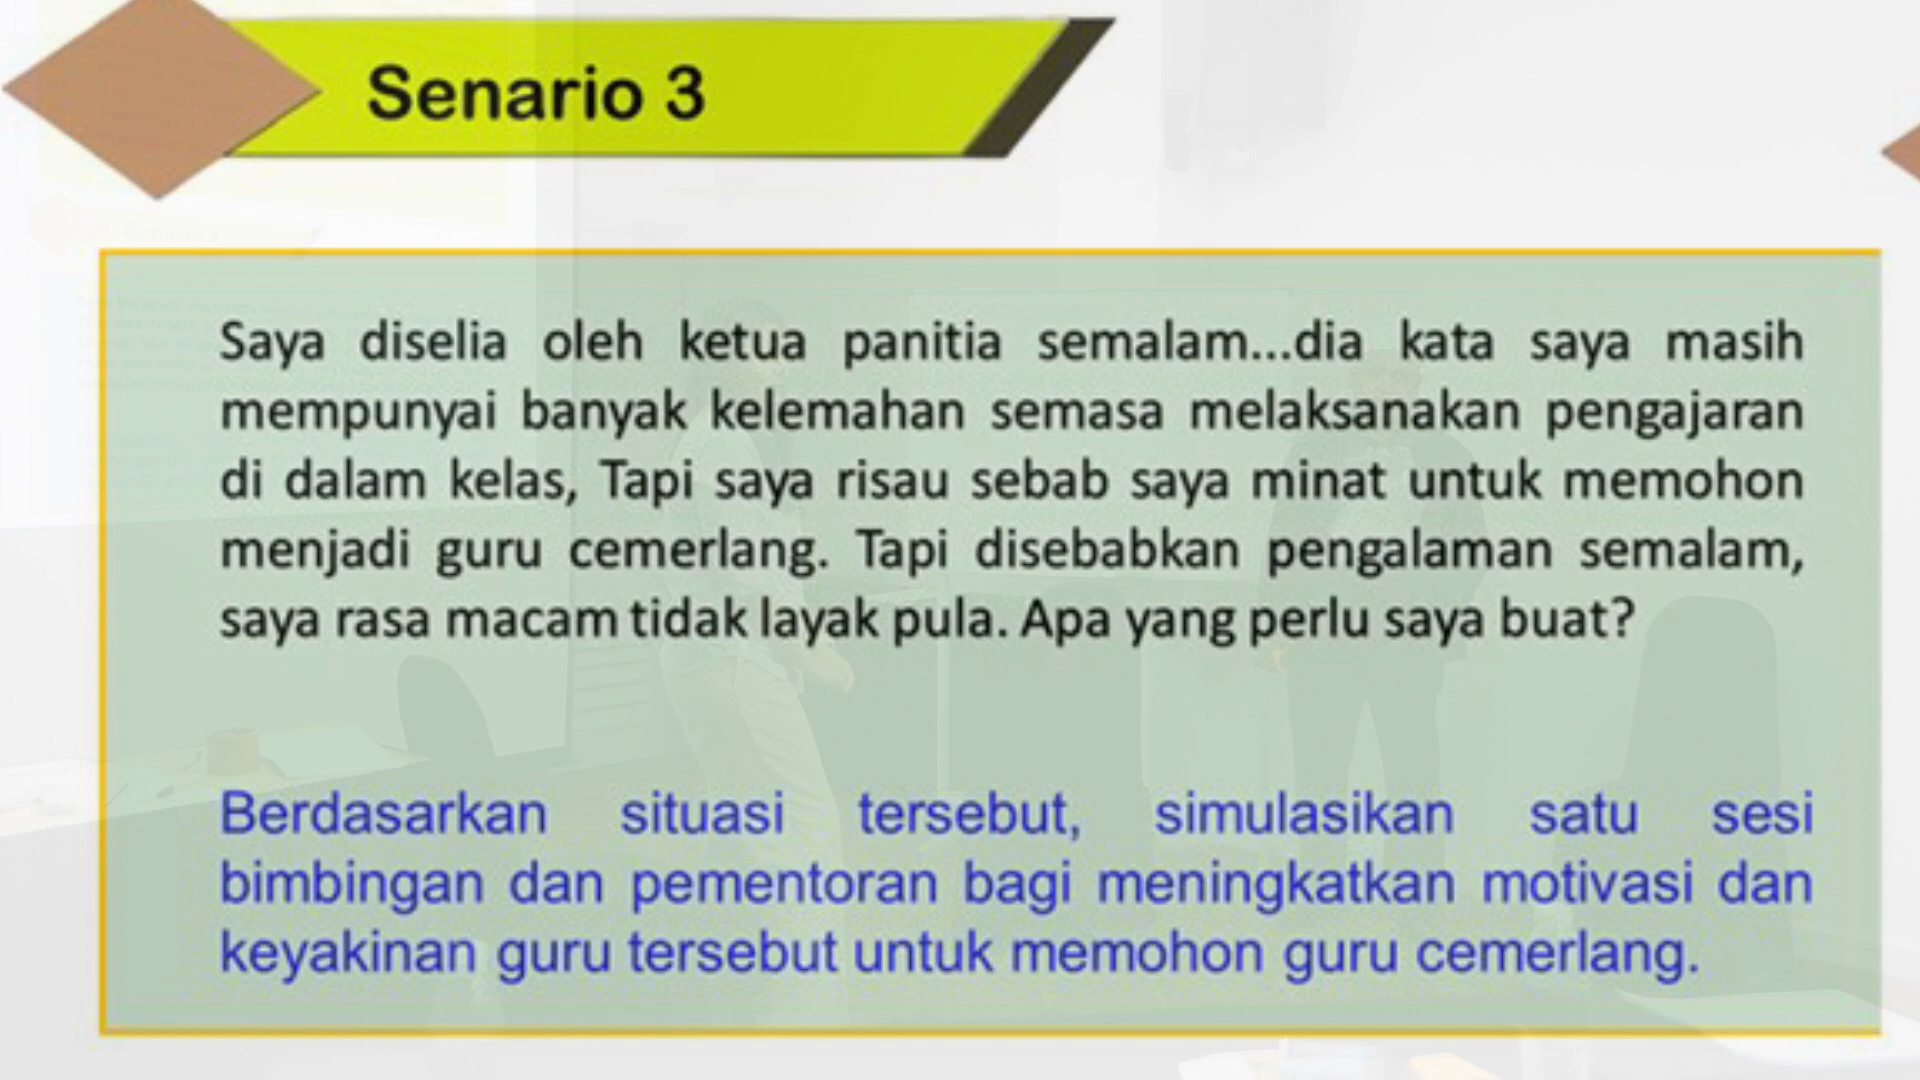 Senario 3
Saya diselia oleh ketua panitia semalam...dia kata saya masih
mempunyai banyak kelemahan semasa melaksanakan pengajaran
di dalam kelas, Tapi saya risau sebab saya minat untuk memohon
menjadi guru cemerlang. Tapi disebabkan pengalaman semalam,
saya rasa macam tidak layak pula. Apa yang perlu saya buat?
Berdasarkan situasi tersebut, simulasikan satu sesi
bimbingan dan pementoran bagi meningkatkan motivasi dan
keyakinan guru tersebut untuk memohon guru cemerlang.